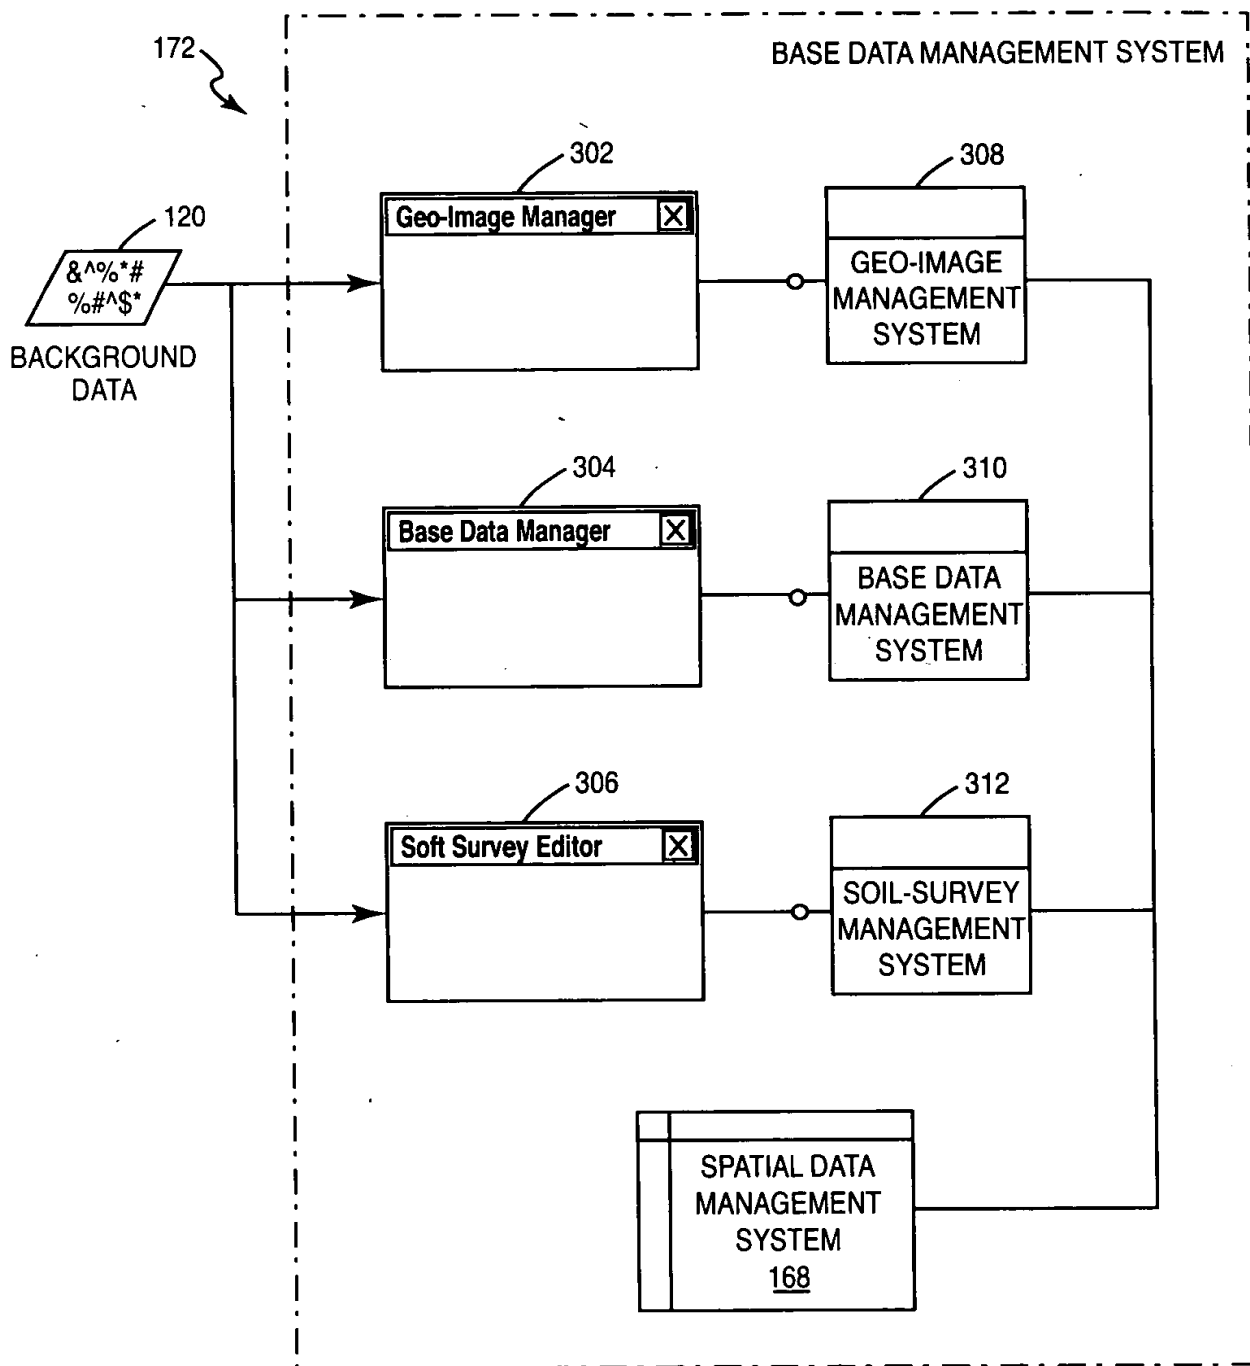 172
BASE DATA MANAGEMENT SYSTEM
302
308
120
Geo-Image Manager
&^%*#
%#^$*
GEO-IMAGE
MANAGEMENT
SYSTEM
BACKGROUND
DATA
304
310
Base Data Manager
BASE DATA
MANAGEMENT
SYSTEM
306
312
Soft Survey Editor
SOIL-SURVEY
MANAGEMENT
SYSTEM
SPATIAL DATA
MANAGEMENT
SYSTEM
168